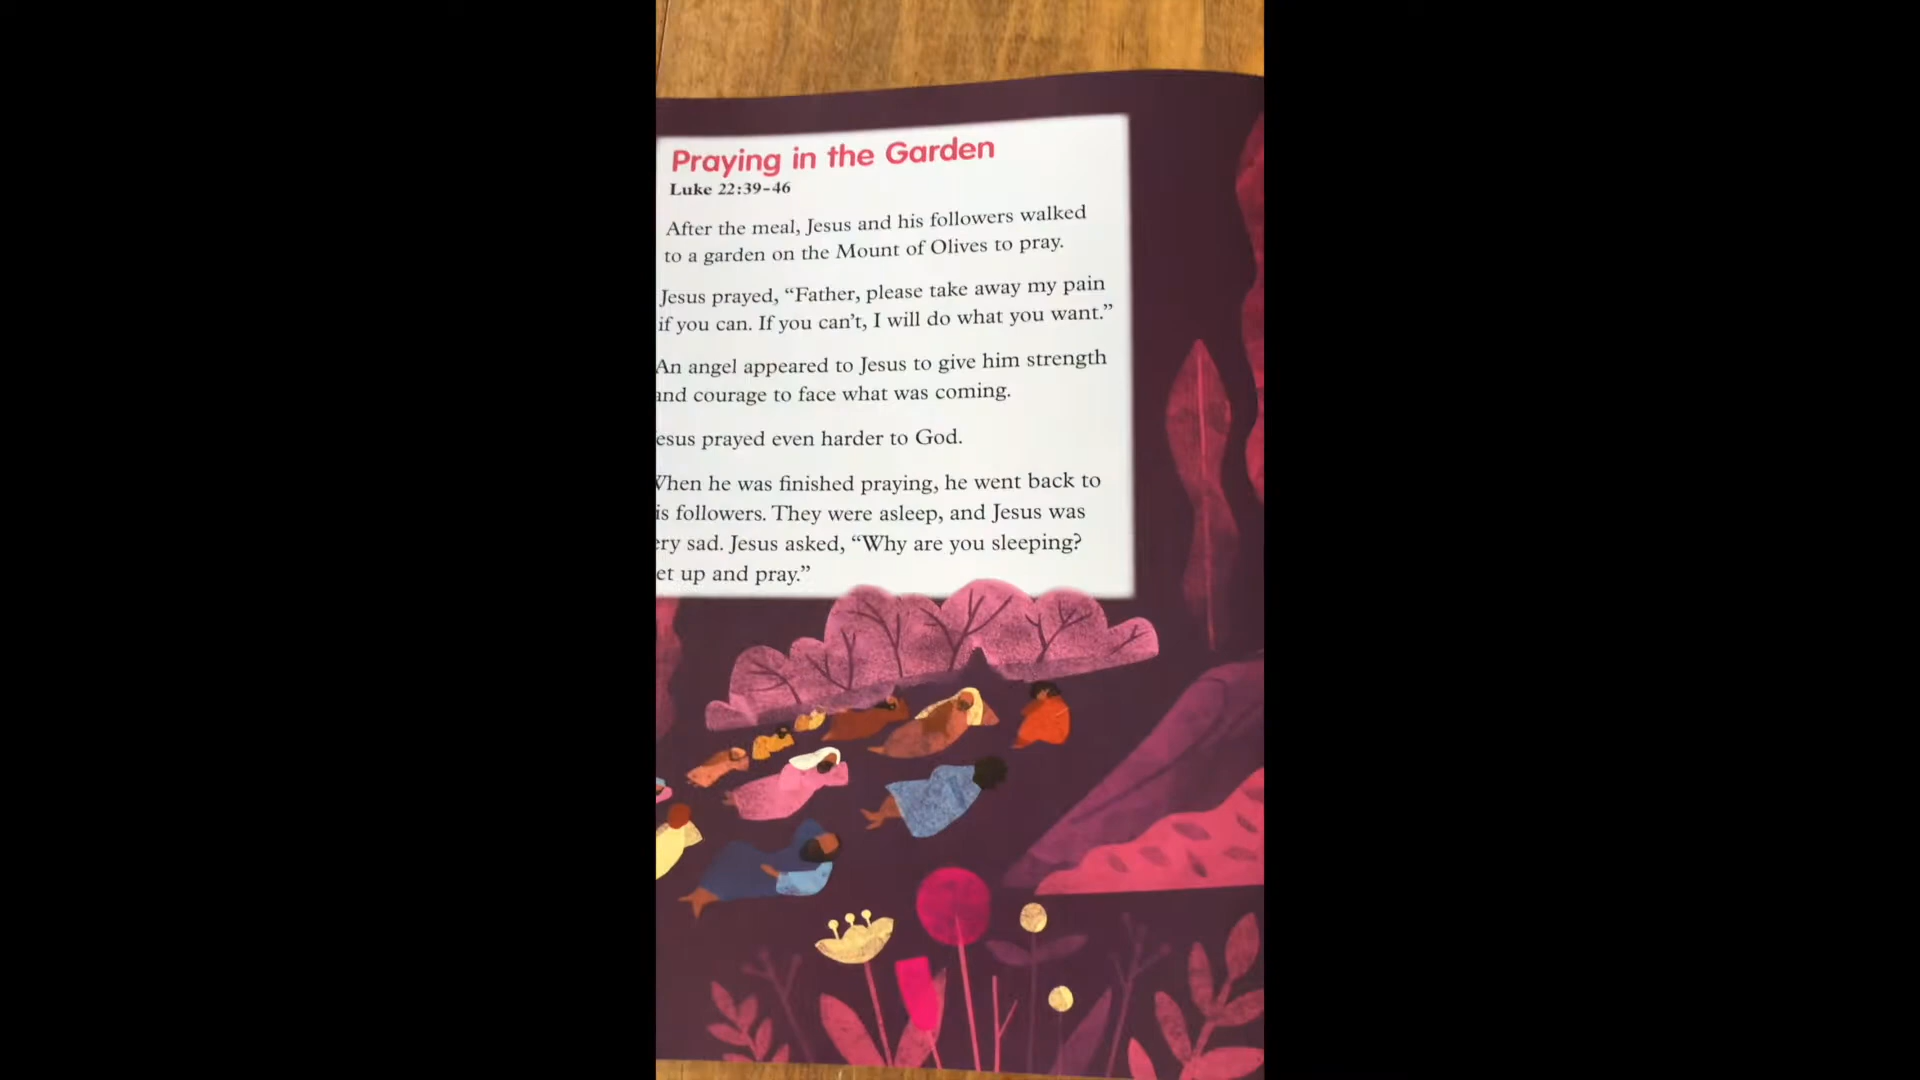 Praying in the Garden
Luke 22:39-46
After the meal, Jesus and his followers walked
to a garden on the Mount of Olives to pray.
Jesus prayed, “Father, please take away my pain
if you can. If you can’t, I will do what you want.”
An angel appeared to Jesus to give him strength
and courage to face what was coming.
esus prayed even harder to God.
When he was finished praying, he went back to
is followers. They were asleep, and Jesus was
ery sad. Jesus asked, “Why are you sleeping?
et up and pray.”